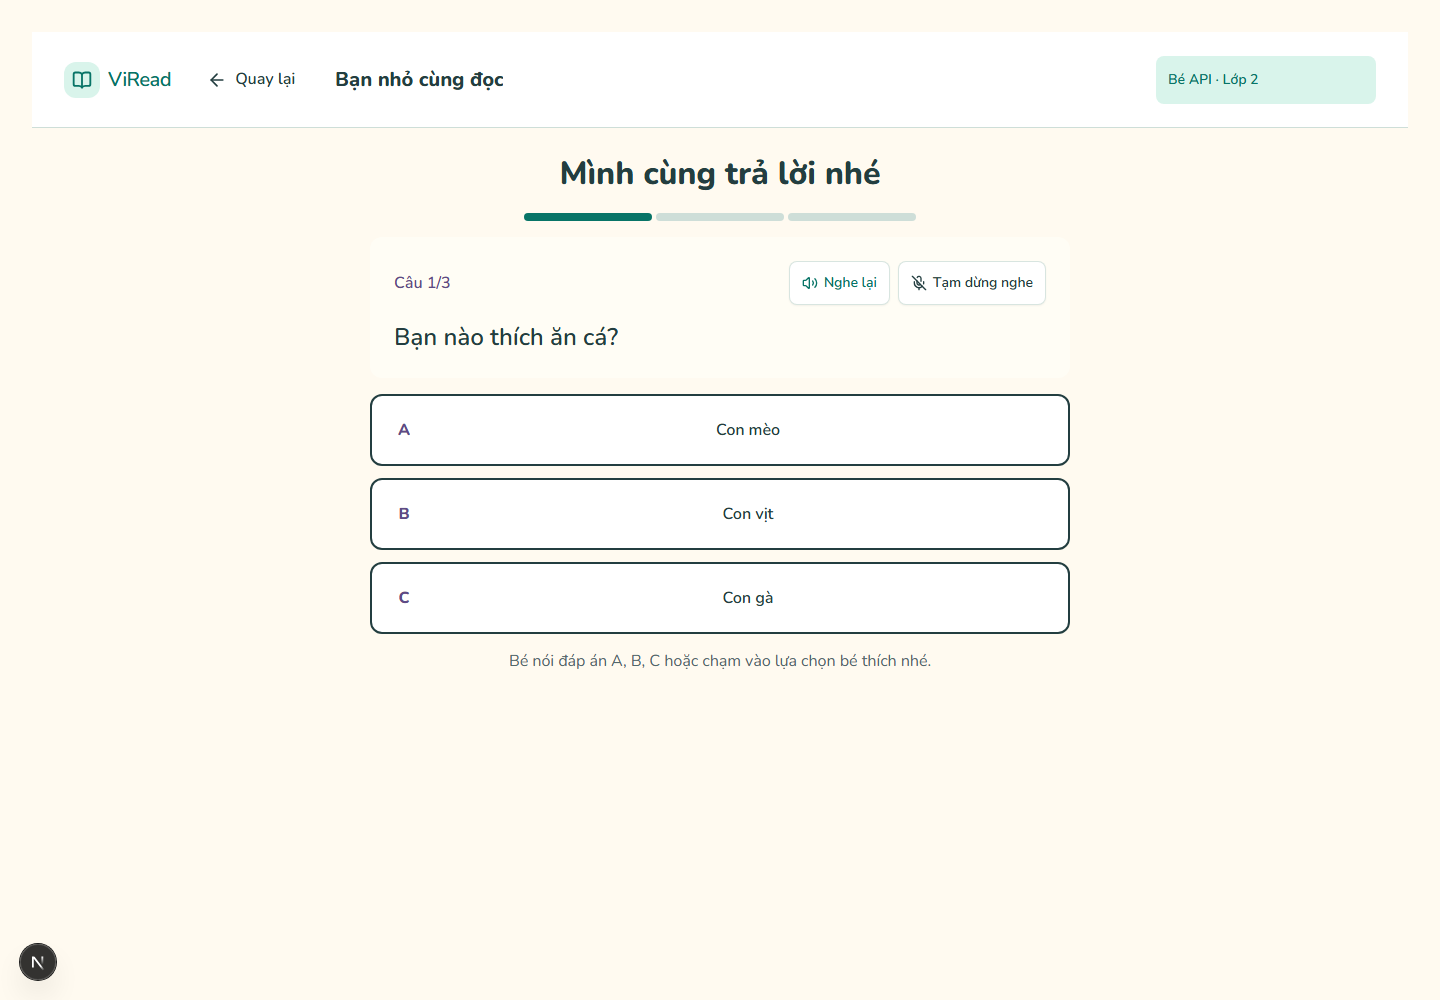 ViRead
Quay lại
Bạn nhỏ cùng đọc
Bé API · Lớp 2
Mình cùng trả lời nhé
Câu 1/3
Nghe lại
Tạm dừng nghe
Bạn nào thích ăn cá?
A
Con mèo
B
Con vịt
C
Con gà
Bé nói đáp án A, B, C hoặc chạm vào lựa chọn bé thích nhé.
N